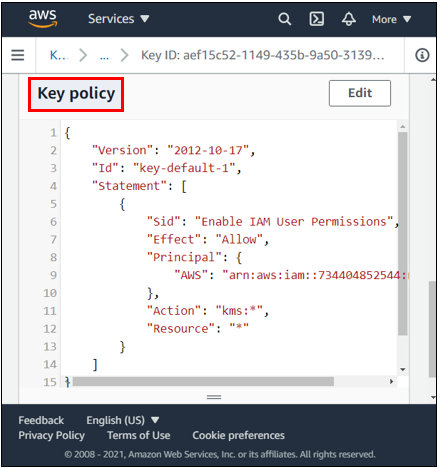 aws Services ▼ More ▼
K... > ... > Key ID: aef15c52-1149-435b-9a50-3139...
Key policy Edit
1 {
2 "Version": "2012-10-17",
3 "Id": "key-default-1",
4 "Statement": [
5 {
6 "Sid": "Enable IAM User Permissions",
7 "Effect": "Allow",
8 "Principal": {
9 "AWS": "arn:aws:iam::734404852544:
10 },
11 "Action": "kms:*",
12 "Resource": "*"
13 }
14 ]
15 }
Feedback English (US) ▼
Privacy Policy Terms of Use Cookie preferences
© 2008 - 2021, Amazon Web Services, Inc. or its affiliates. All rights reserved.